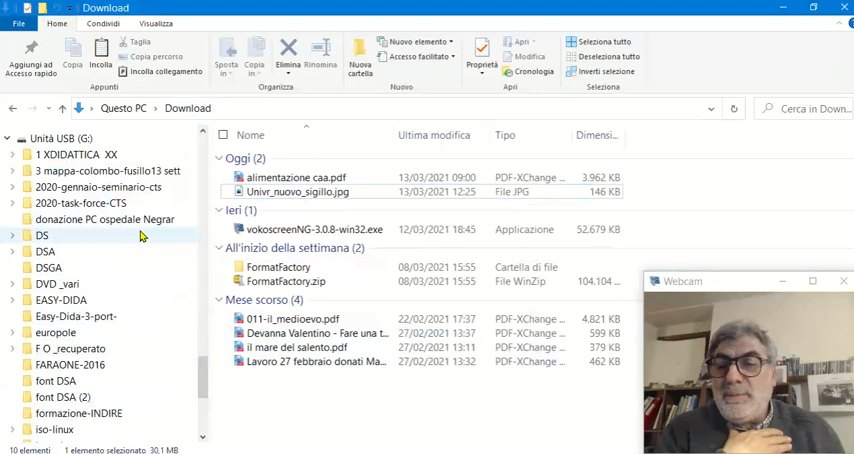 Download
File Home Condividi Visualizza
Aggiungi ad Accesso rapido
Copia
Incolla
Taglia
Copia percorso
Incolla collegamento
Appunti
Sposta in
Copia in
Elimina
Rinomina
Organizza
Nuova cartella
Nuovo elemento
Accesso facilitato
Nuovo
Proprietà
Apri
Modifica
Cronologia
Apri
Seleziona tutto
Deseleziona tutto
Inverti selezione
Seleziona
Questo PC > Download
Cerca in Down...
Unità USB (G:)
1 XDIDATTICA XX
3 mappa-colombo-fusillo13 sett
2020-gennaio-seminario-cts
2020-task-force-CTS
donazione PC ospedale Negrar
DS
DSA
DSGA
DVD _vari
EASY-DIDA
Easy-Dida-3-port-
europole
F O _recuperato
FARAONE-2016
font DSA
font DSA (2)
formazione-INDIRE
iso-linux
Nome Ultima modifica Tipo Dimensi...
Oggi (2)
alimentazione caa.pdf 13/03/2021 09:00 PDF-XChange ... 3.962 KB
Univr_nuovo_sigillo.jpg 13/03/2021 12:25 File JPG 146 KB
Ieri (1)
vokoscreenNG-3.0.8-win32.exe 12/03/2021 18:45 Applicazione 52.679 KB
All'inizio della settimana (2)
FormatFactory 08/03/2021 15:55 Cartella di file
FormatFactory.zip 08/03/2021 15:55 File WinZip 104.104 ...
Mese scorso (4)
011-il_medioevo.pdf 22/02/2021 17:37 PDF-XChange ... 4.821 KB
Devanna Valentino - Fare una t... 27/02/2021 13:37 PDF-XChange ... 599 KB
il mare del salento.pdf 27/02/2021 13:11 PDF-XChange ... 379 KB
Lavoro 27 febbraio donati Ma... 27/02/2021 13:32 PDF-XChange ... 462 KB
Webcam
10 elementi 1 elemento selezionato 30,1 MB